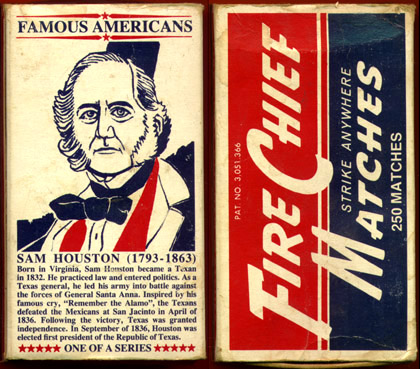 FAMOUS AMERICANS
SAM HOUSTON (1793-1863)
Born in Virginia, Sam Houston became a Texan
in 1832. He practiced law and entered politics. As a
Texas general, he led his army into battle against
the forces of General Santa Anna. Inspired by his
famous cry, “Remember the Alamo”, the Texans
defeated the Mexicans at San Jacinto in April of
1836. Following the victory, Texas was granted
independence. In September of 1836, Houston was
elected first president of the Republic of Texas.
★★★★★ ONE OF A SERIES ★★★★★
PAT. NO. 3,051,366
FIRE CHIEF
STRIKE ANYWHERE
MATCHES
250 MATCHES